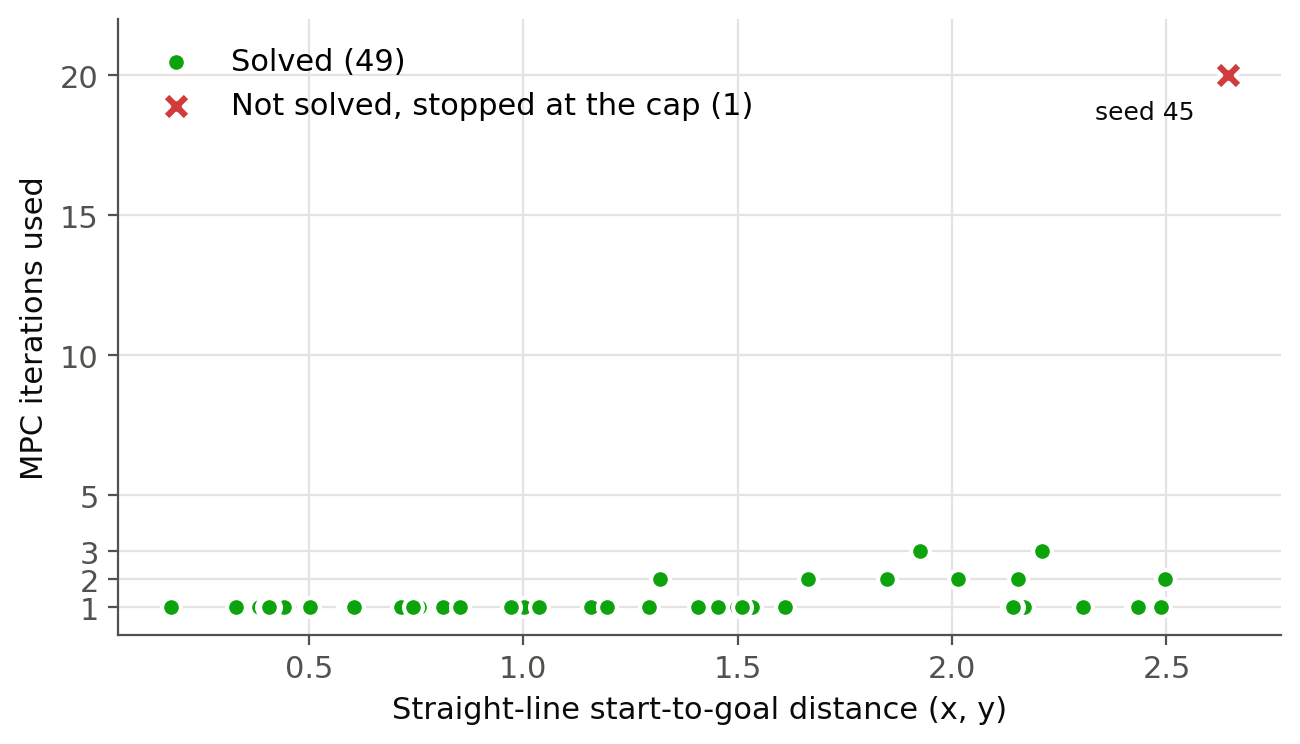 Solved (49)
Not solved, stopped at the cap (1)
seed 45
MPC iterations used
20
15
10
5
3
2
1
0.5
1.0
1.5
2.0
2.5
Straight-line start-to-goal distance (x, y)